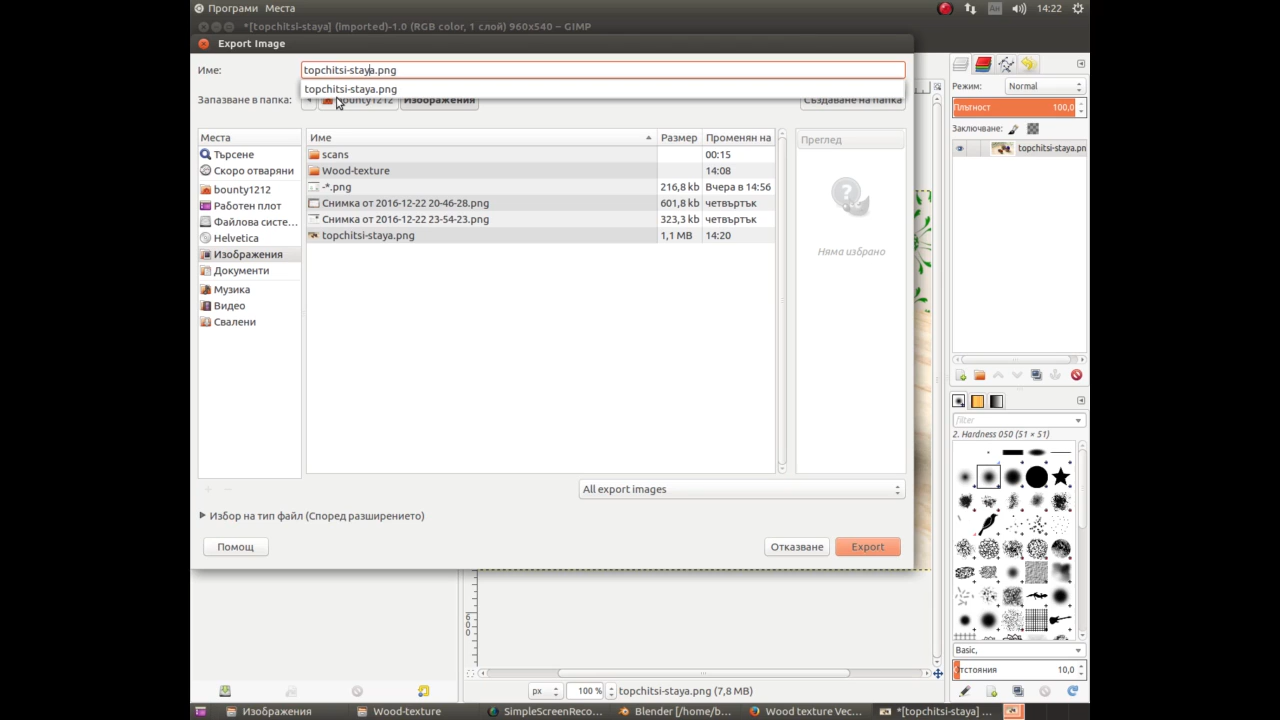 Програми Места
Ан 14:22
*[topchitsi-staya] (imported)-1.0 (RGB color, 1 слой) 960x540 – GIMP
Export Image
Име: topchitsi-staya.png
topchitsi-staya.png
Запазване в папка: bounty1212 Изображения Създаване на папка
Места
Търсене
Скоро отваряни
bounty1212
Работен плот
Файлова систе...
Helvetica
Изображения
Документи
Музика
Видео
Свалени
Име Размер Променян на
scans 00:15
Wood-texture 14:08
-*.png 216,8 kb Вчера в 14:56
Снимка от 2016-12-22 20-46-28.png 601,8 kb четвъртък
Снимка от 2016-12-22 23-54-23.png 323,3 kb четвъртък
topchitsi-staya.png 1,1 MB 14:20
Преглед
Няма избрано
All export images
Избор на тип файл (Според разширението)
Помощ Отказване Export
Режим: Normal
Плътност 100,0
Заключване:
topchitsi-staya.pn
filter
2. Hardness 050 (51 × 51)
Basic,
тстояния 10,0
600
px 100 % topchitsi-staya.png (7,8 MB)
Изображения Wood-texture SimpleScreenReco... Blender [/home/b... Wood texture Vec... *[topchitsi-staya] ...